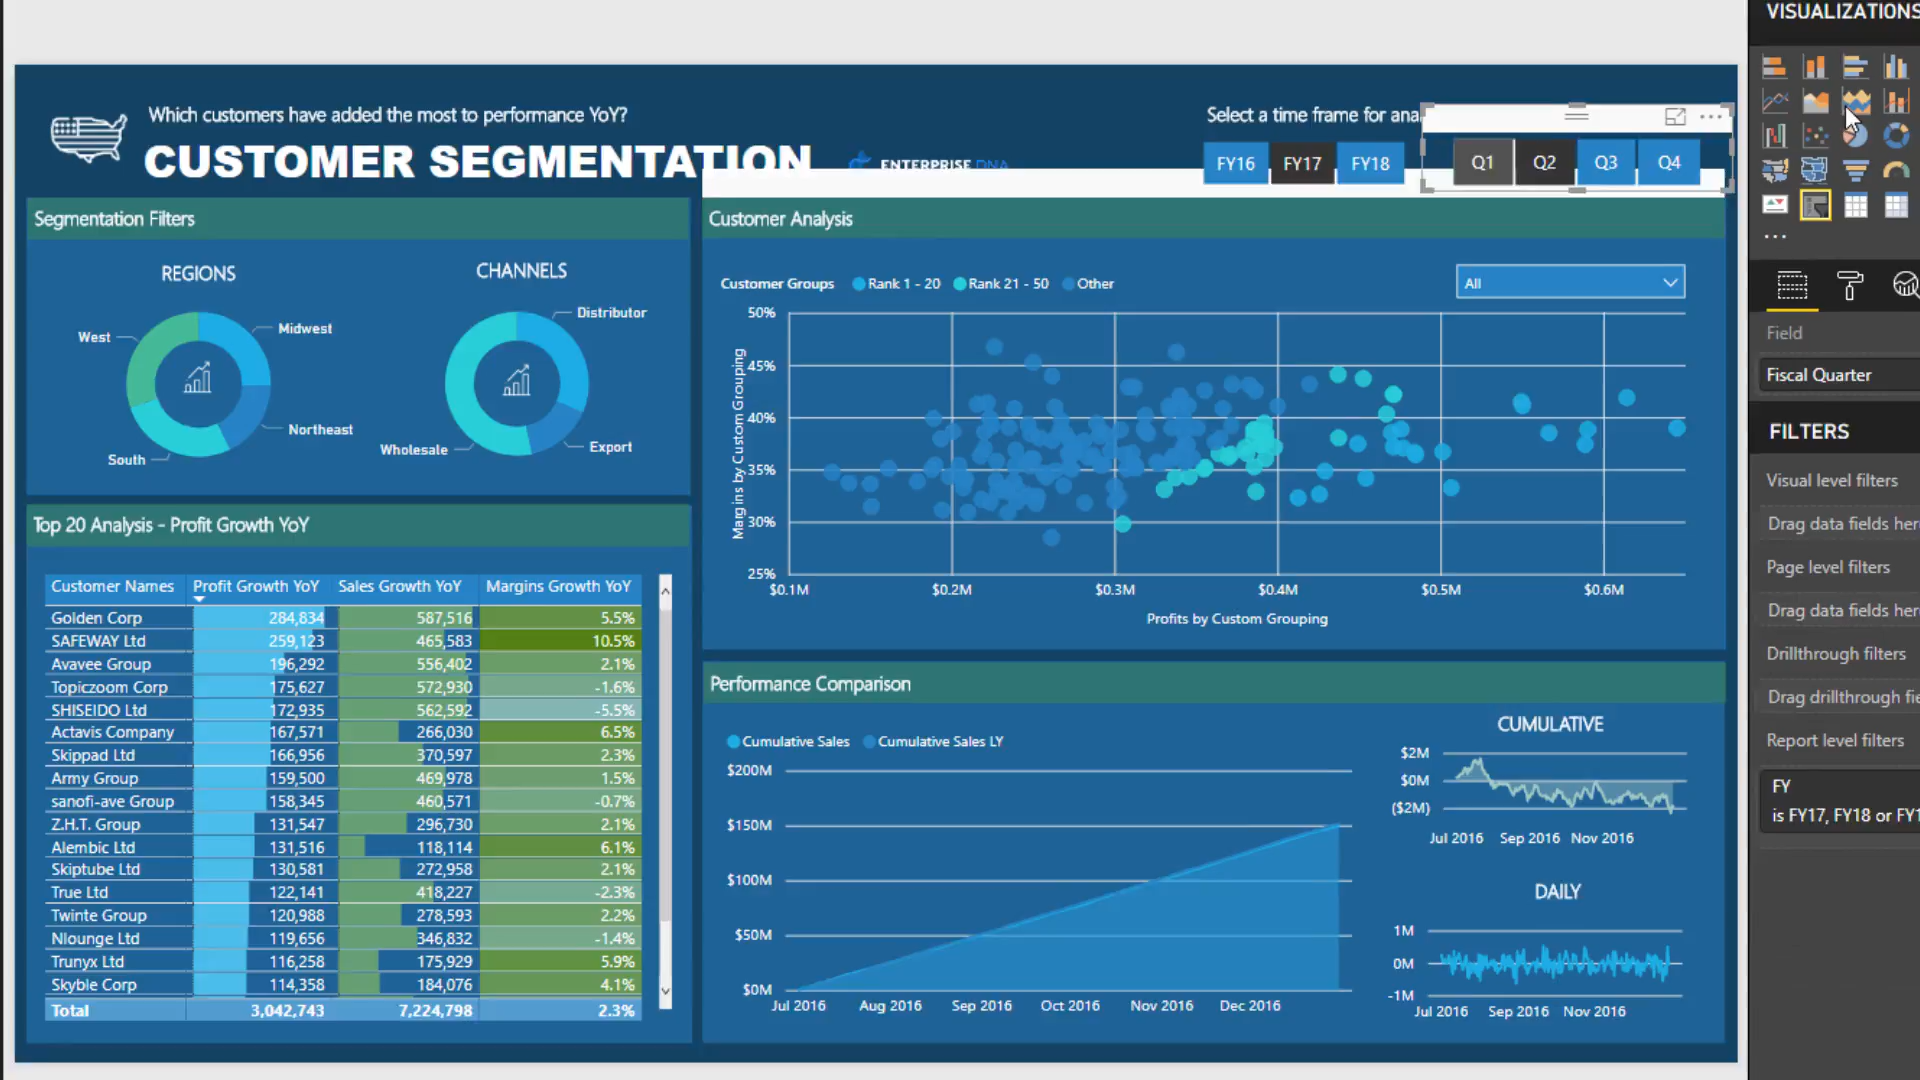 VISUALIZATIONS
Which customers have added the most to performance YoY?
CUSTOMER SEGMENTATION
ENTERPRISE DNA
Select a time frame for ana
FY16 FY17 FY18
Q1 Q2 Q3 Q4
Segmentation Filters
REGIONS
West
Midwest
Northeast
South
CHANNELS
Distributor
Wholesale
Export
Customer Analysis
Customer Groups Rank 1 - 20 Rank 21 - 50 Other
All
Margins by Custom Grouping
50%
45%
40%
35%
30%
25%
$0.1M $0.2M $0.3M $0.4M $0.5M $0.6M
Profits by Custom Grouping
Top 20 Analysis - Profit Growth YoY
Customer Names Profit Growth YoY Sales Growth YoY Margins Growth YoY
Golden Corp 284,834 587,516 5.5%
SAFEWAY Ltd 259,123 465,583 10.5%
Avavee Group 196,292 556,402 2.1%
Topiczoom Corp 175,627 572,930 -1.6%
SHISEIDO Ltd 172,935 562,592 -5.5%
Actavis Company 167,571 266,030 6.5%
Skippad Ltd 166,956 370,597 2.3%
Army Group 159,500 469,978 1.5%
sanofi-ave Group 158,345 460,571 -0.7%
Z.H.T. Group 131,547 296,730 2.1%
Alembic Ltd 131,516 118,114 6.1%
Skiptube Ltd 130,581 272,958 2.1%
True Ltd 122,141 418,227 -2.3%
Twinte Group 120,988 278,593 2.2%
Nlounge Ltd 119,656 346,832 -1.4%
Trunyx Ltd 116,258 175,929 5.9%
Skyble Corp 114,358 184,076 4.1%
Total 3,042,743 7,224,798 2.3%
Performance Comparison
Cumulative Sales Cumulative Sales LY
$200M
$150M
$100M
$50M
$0M
Jul 2016 Aug 2016 Sep 2016 Oct 2016 Nov 2016 Dec 2016
CUMULATIVE
$2M
$0M
($2M)
Jul 2016 Sep 2016 Nov 2016
DAILY
1M
0M
-1M
Jul 2016 Sep 2016 Nov 2016
Field
Fiscal Quarter
FILTERS
Visual level filters
Drag data fields her
Page level filters
Drag data fields her
Drillthrough filters
Drag drillthrough fie
Report level filters
FY
is FY17, FY18 or FY1